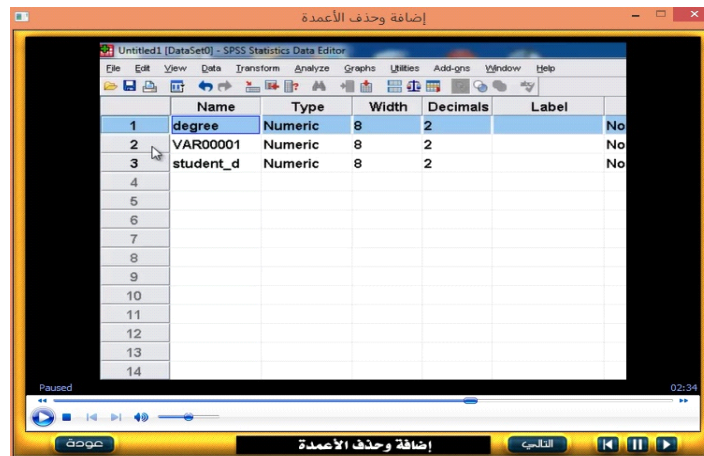 إضافة وحذف الأعمدة
Untitled1 [DataSet0] - SPSS Statistics Data Editor
File Edit View Data Transform Analyze Graphs Utilities Add-ons Window Help
Name Type Width Decimals Label
1 degree Numeric 8 2 No
2 VAR00001 Numeric 8 2 No
3 student_d Numeric 8 2 No
4
5
6
7
8
9
10
11
12
13
14
Paused 02:34
عودة إضافة وحذف الأعمدة التالي